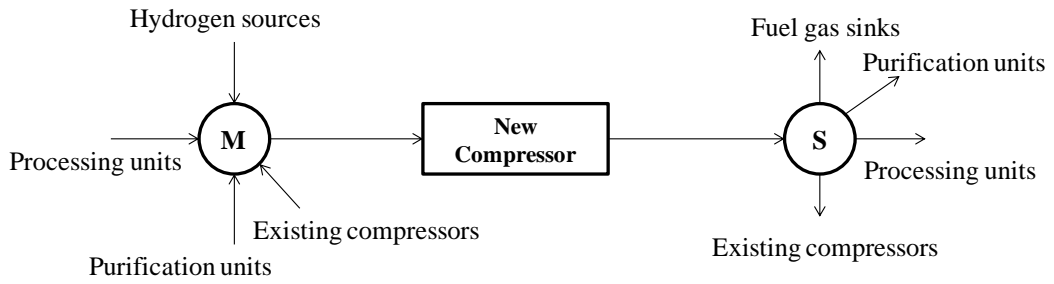 Hydrogen sources
Processing units
M
Existing compressors
Purification units
New
Compressor
Fuel gas sinks
Purification units
S
Processing units
Existing compressors